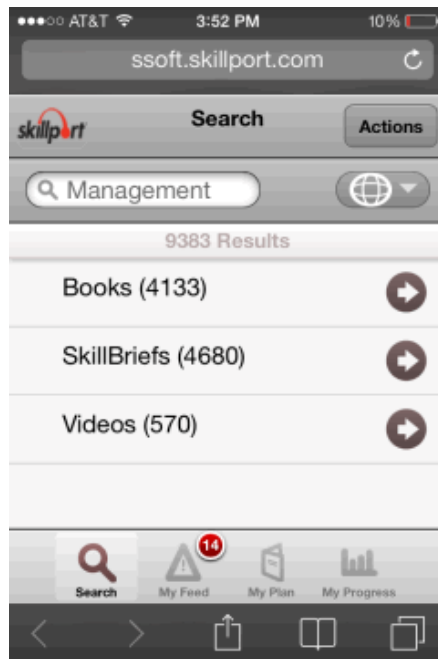 AT&T 3:52 PM 10%
ssoft.skillport.com
skillport Search Actions
Management
9383 Results
Books (4133)
SkillBriefs (4680)
Videos (570)
14
Search My Feed My Plan My Progress